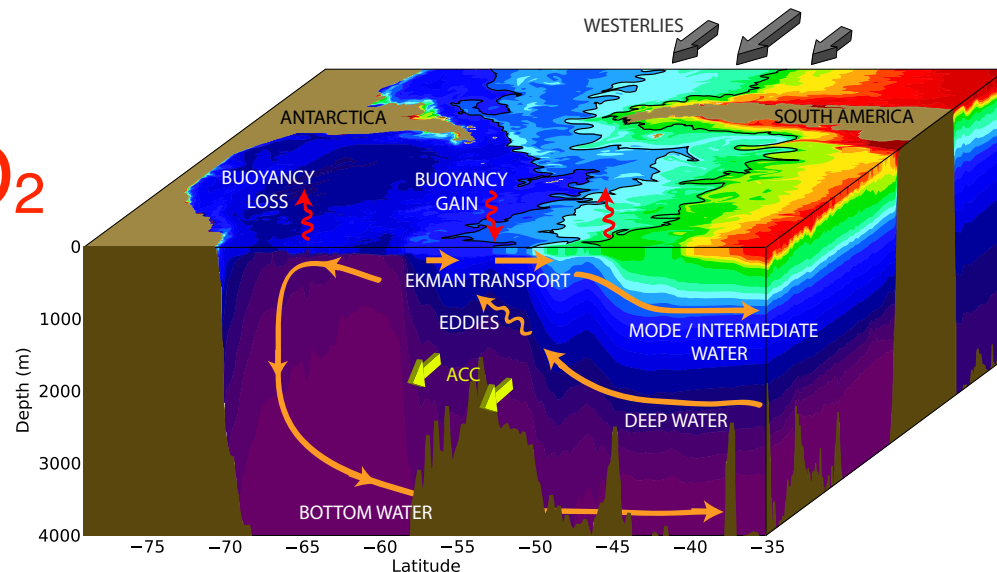 WESTERLIES
ANTARCTICA
SOUTH AMERICA
O₂
BUOYANCY
LOSS
BUOYANCY
GAIN
EKMAN TRANSPORT
EDDIES
MODE / INTERMEDIATE
WATER
ACC
DEEP WATER
BOTTOM WATER
Depth (m)
0
1000
2000
3000
4000
−75 −70 −65 −60 −55 −50 −45 −40 −35
Latitude